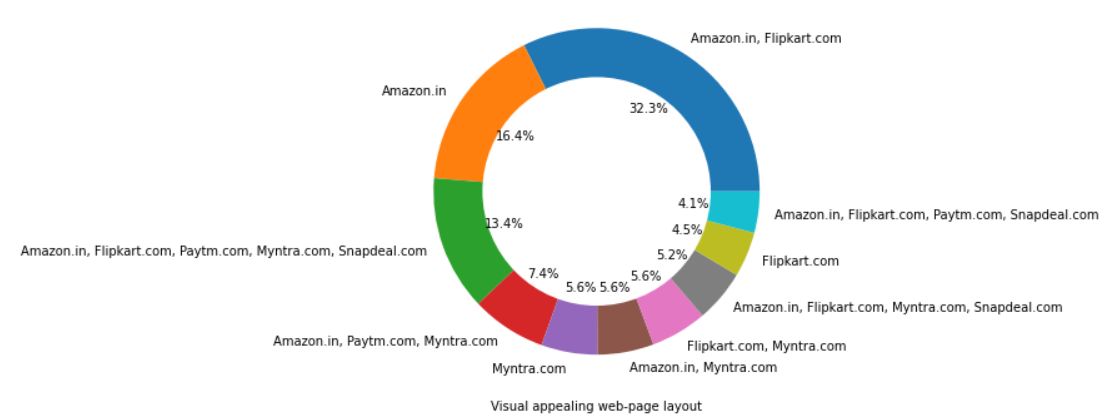 Amazon.in, Flipkart.com
32.3%
Amazon.in
16.4%
Amazon.in, Flipkart.com, Paytm.com, Myntra.com, Snapdeal.com
13.4%
Amazon.in, Paytm.com, Myntra.com
7.4%
Myntra.com
5.6%
Amazon.in, Myntra.com
5.6%
Flipkart.com, Myntra.com
5.6%
Amazon.in, Flipkart.com, Myntra.com, Snapdeal.com
5.2%
Flipkart.com
4.5%
Amazon.in, Flipkart.com, Paytm.com, Snapdeal.com
4.1%
Visual appealing web-page layout